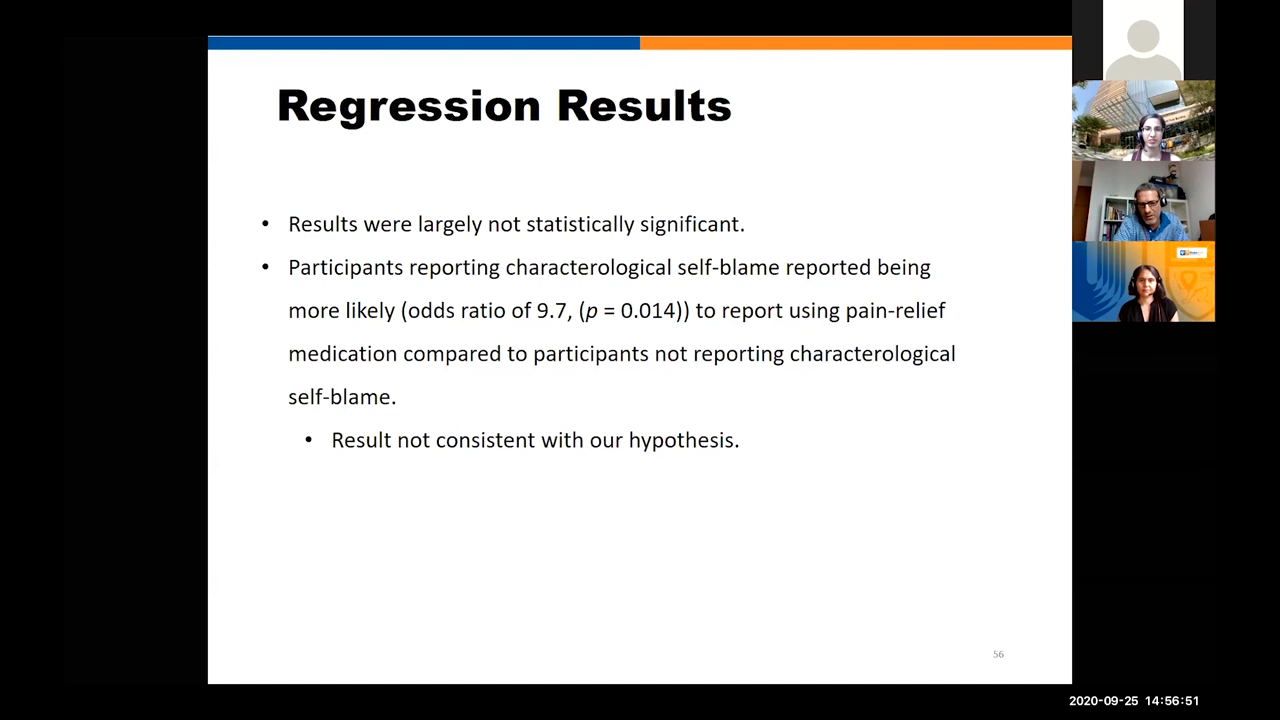 Regression Results
• Results were largely not statistically significant.
• Participants reporting characterological self-blame reported being
more likely (odds ratio of 9.7, (p = 0.014)) to report using pain-relief
medication compared to participants not reporting characterological
self-blame.
• Result not consistent with our hypothesis.
56
2020-09-25 14:56:51